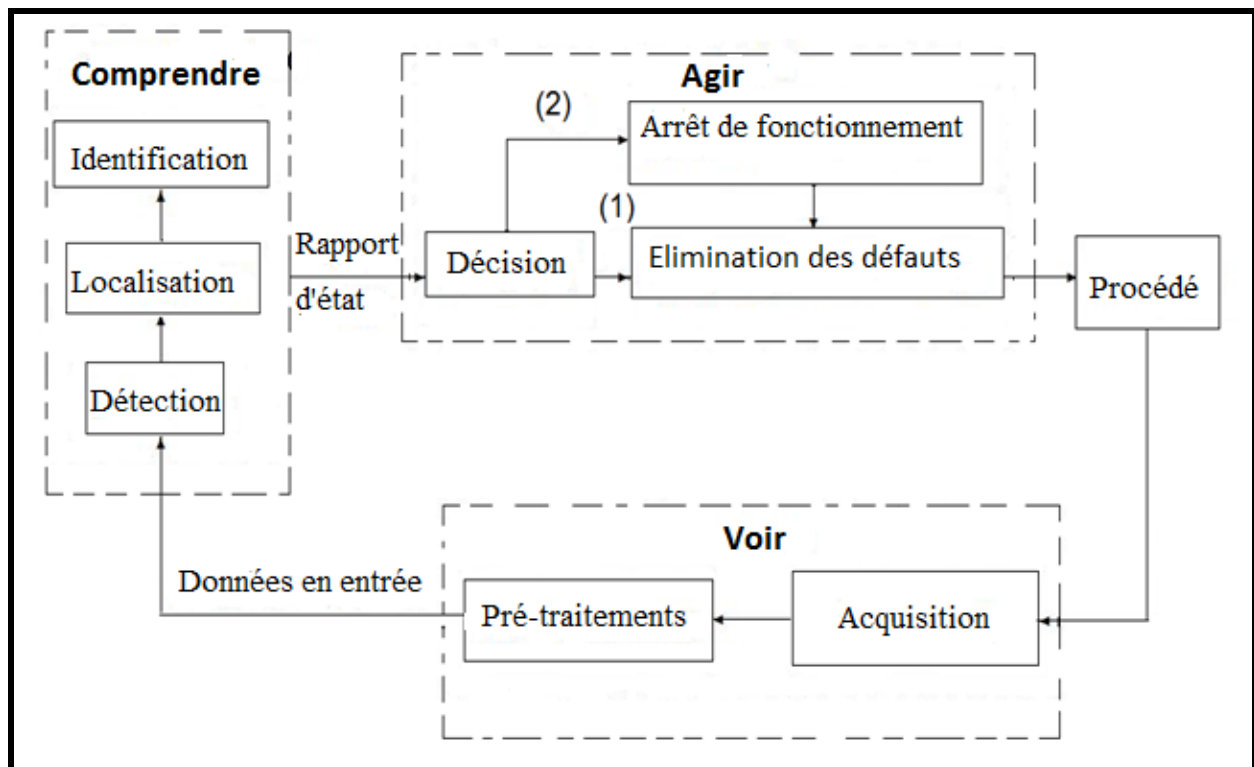 Comprendre
Identification
Localisation
Détection
Rapport
d'état
Agir
(2)
Arrêt de fonctionnement
(1)
Décision
Elimination des défauts
Procédé
Voir
Données en entrée
Pré-traitements
Acquisition